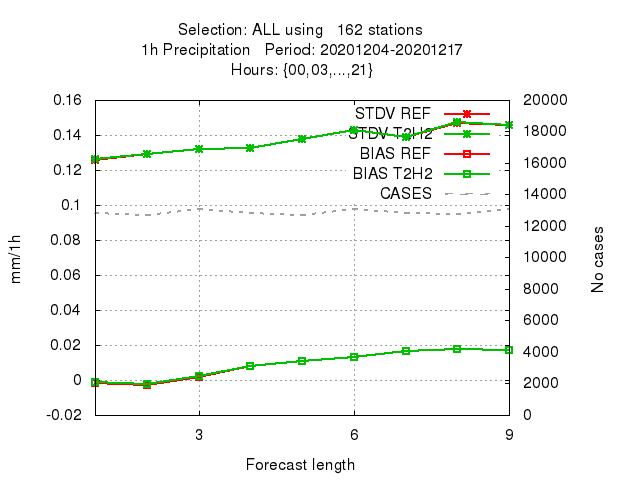 Selection: ALL using   162 stations
1h Precipitation   Period: 20201204-20201217
Hours: {00,03,...,21}
0.16
0.14
0.12
0.1
0.08
0.06
0.04
0.02
0
-0.02
20000
18000
16000
14000
12000
10000
8000
6000
4000
2000
0
STDV REF
STDV T2H2
BIAS REF
BIAS T2H2
CASES
mm/1h
No cases
3
6
9
Forecast length